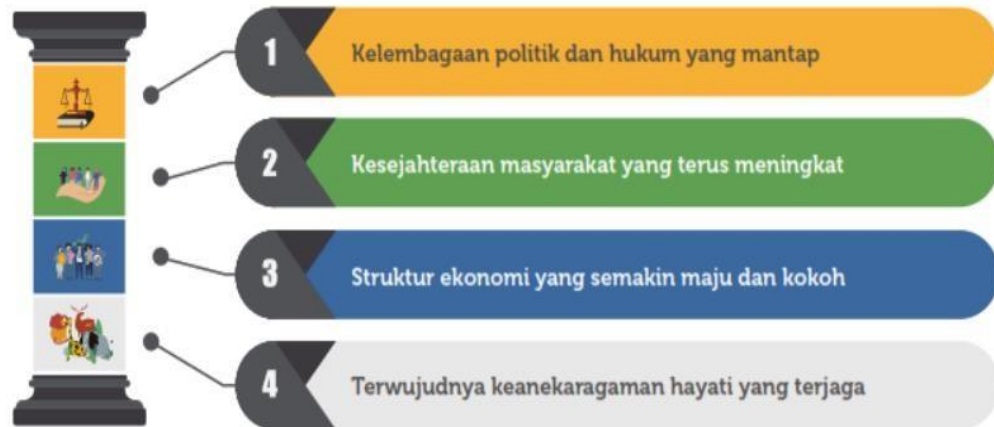 1
Kelembagaan politik dan hukum yang mantap
2
Kesejahteraan masyarakat yang terus meningkat
3
Struktur ekonomi yang semakin maju dan kokoh
4
Terwujudnya keanekaragaman hayati yang terjaga